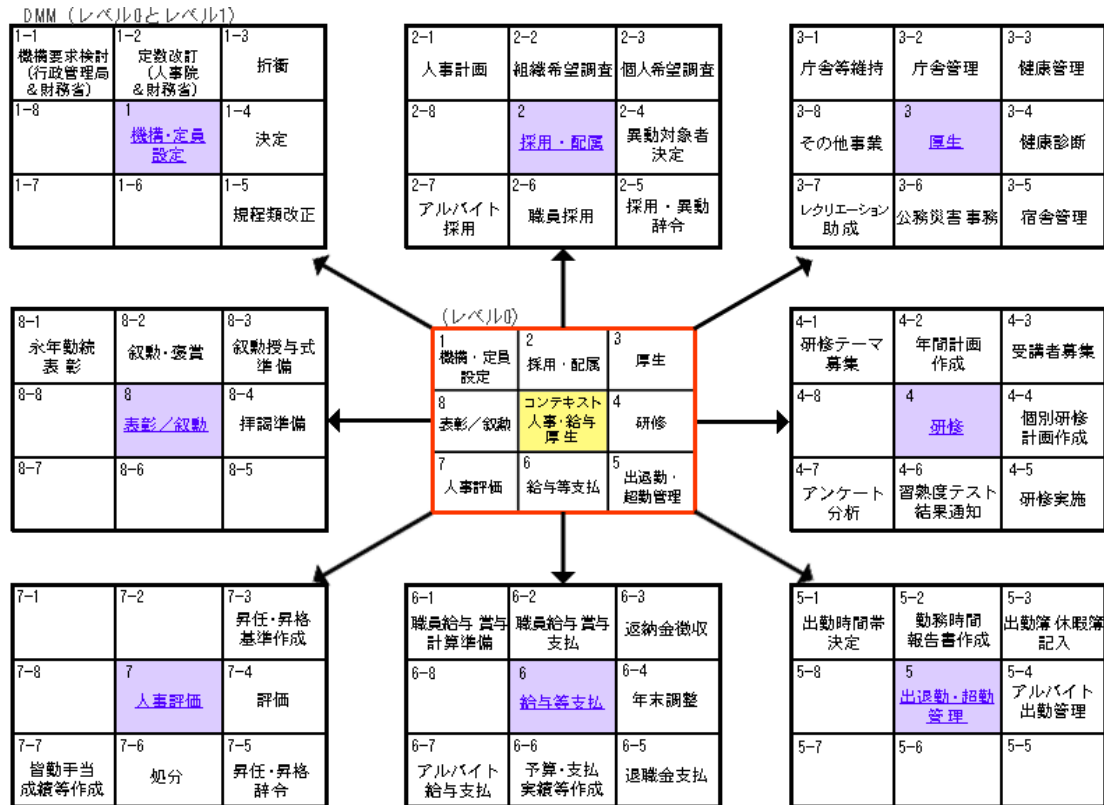 DMM (レベル0とレベル1)
1-1
機構要求検討
(行政管理局
&財務省)
1-2
定数改訂
(人事院
&財務省)
1-3
折衝
1-8
1
機構・定員
設定
1-4
決定
1-7
1-6
1-5
規程類改正
2-1
人事計画
2-2
組織希望調査
2-3
個人希望調査
2-8
2
採用・配属
2-4
異動対象者
決定
2-7
アルバイト
採用
2-6
職員採用
2-5
採用・異動
辞令
3-1
庁舎等維持
3-2
庁舎管理
3-3
健康管理
3-8
その他事業
3
厚生
3-4
健康診断
3-7
レクリエーション
助成
3-6
公務災害事務
3-5
宿舎管理
8-1
永年勤続
表彰
8-2
叙勲・褒賞
8-3
叙勲授与式
準備
8-8
8
表彰/叙勲
8-4
拝謁準備
8-7
8-6
8-5
(レベル0)
1
機構・定員
設定
2
採用・配属
3
厚生
8
表彰/叙勲
コンテキスト
人事・給与
厚生
4
研修
7
人事評価
6
給与等支払
5
出退勤・
超勤管理
4-1
研修テーマ
募集
4-2
年間計画
作成
4-3
受講者募集
4-8
4
研修
4-4
個別研修
計画作成
4-7
アンケート
分析
4-6
習熟度テスト
結果通知
4-5
研修実施
7-1
7-2
7-3
昇任・昇格
基準作成
7-8
7
人事評価
7-4
評価
7-7
皆勤手当
成績等作成
7-6
処分
7-5
昇任・昇格
辞令
6-1
職員給与賞与
計算準備
6-2
職員給与賞与
支払
6-3
返納金徴収
6-8
6
給与等支払
6-4
年末調整
6-7
アルバイト
給与支払
6-6
予算・支払
実績等作成
6-5
退職金支払
5-1
出勤時間帯
決定
5-2
勤務時間
報告書作成
5-3
出勤簿休暇簿
記入
5-8
5
出退勤・超勤
管理
5-4
アルバイト
出勤管理
5-7
5-6
5-5